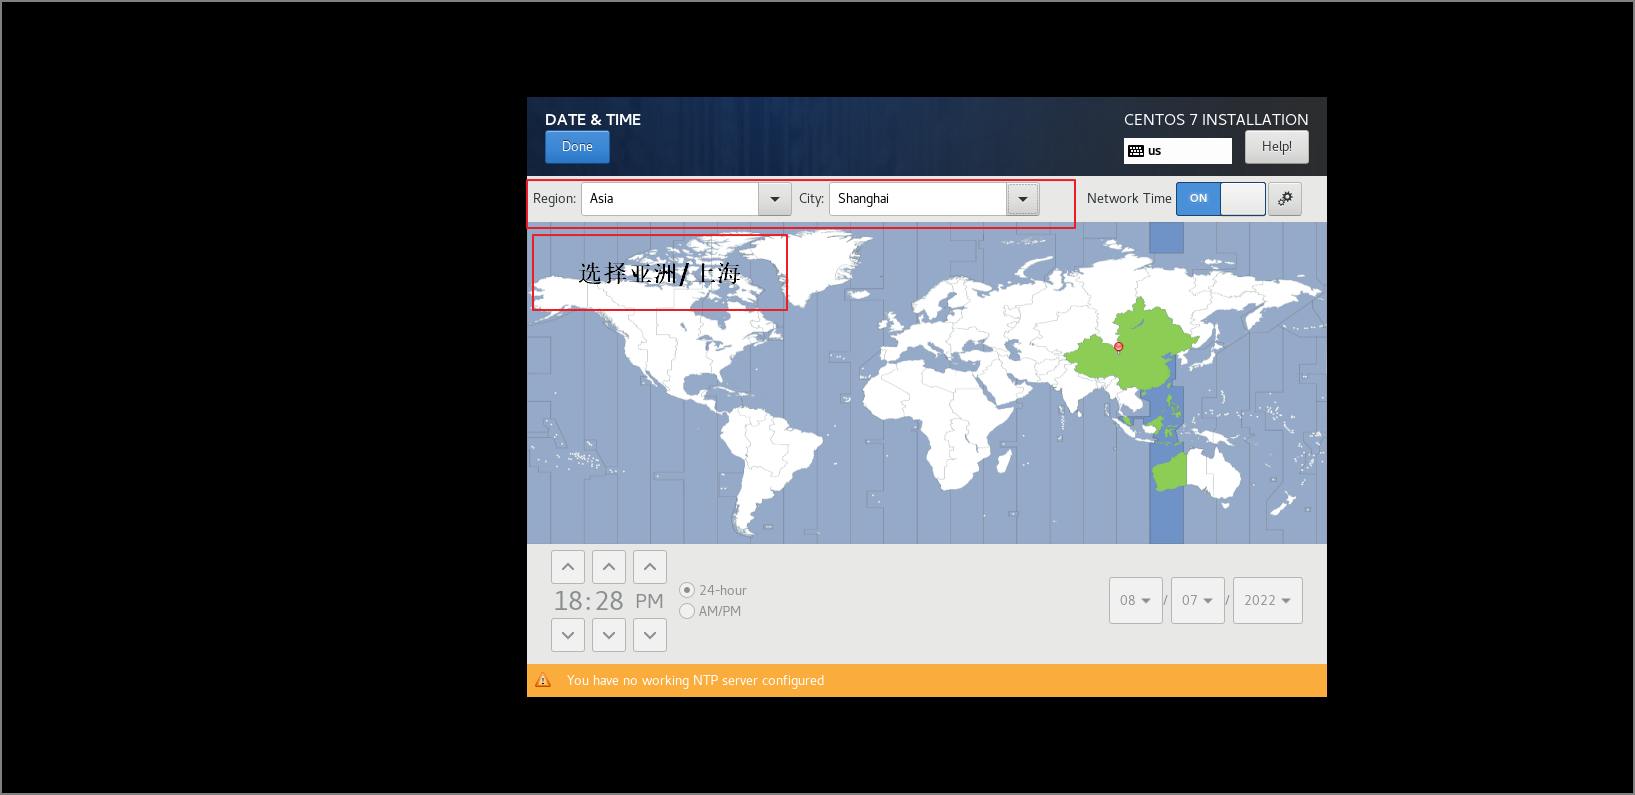 DATE & TIME
CENTOS 7 INSTALLATION
Done
us
Help!
Region: Asia City: Shanghai Network Time ON
选择亚洲/上海
18:28 PM
24-hour
AM/PM
08 / 07 / 2022
You have no working NTP server configured